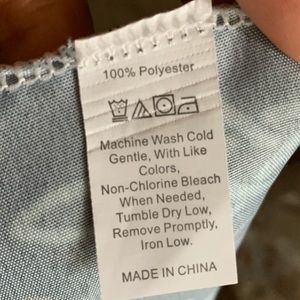 100% Polyester
Machine Wash Cold
Gentle, With Like
Colors,
Non-Chlorine Bleach
When Needed,
Tumble Dry Low,
Remove Promptly,
Iron Low.
MADE IN CHINA